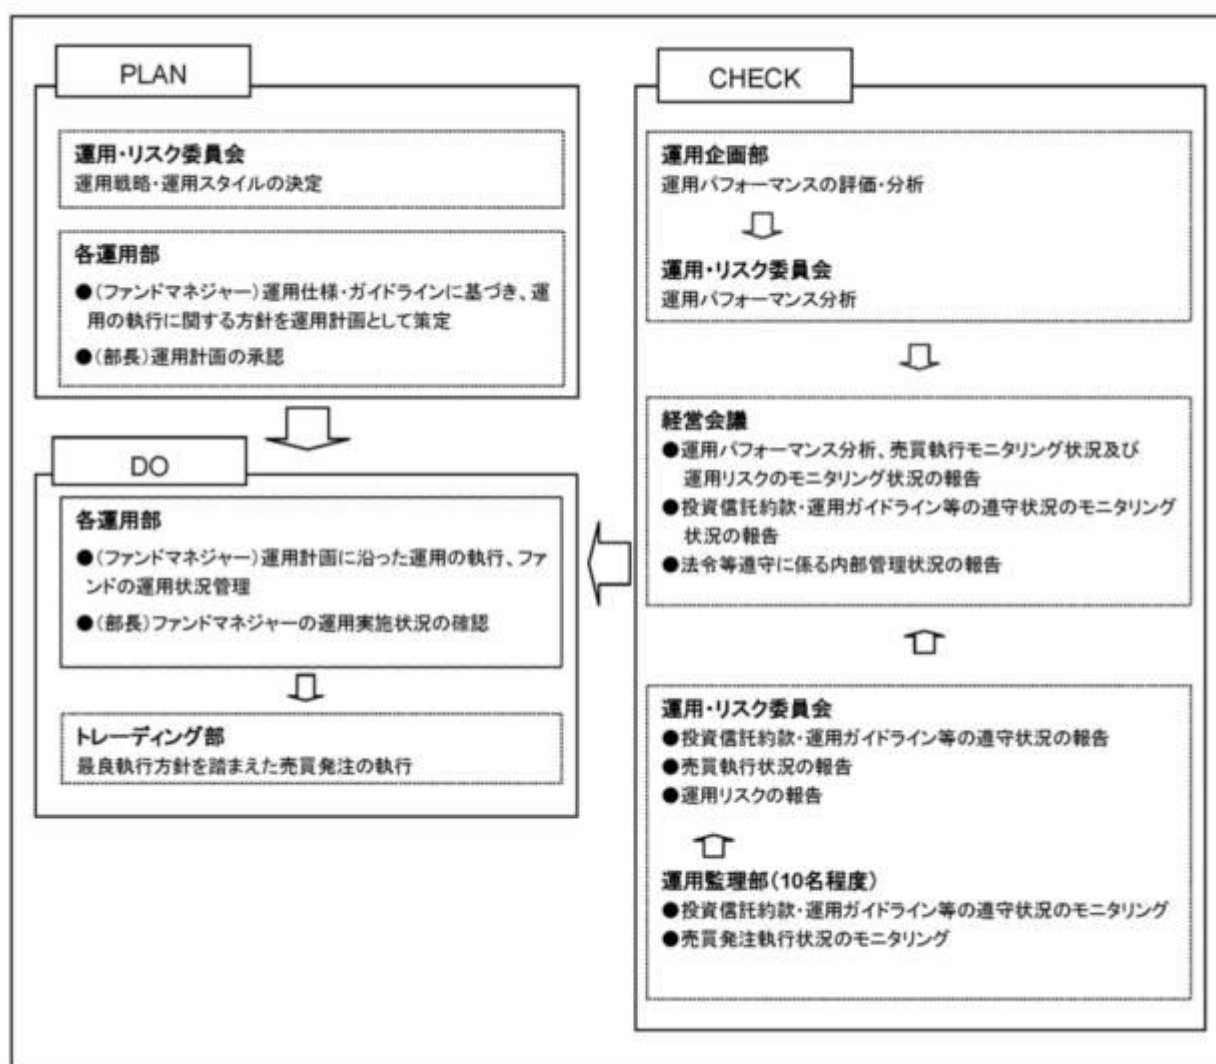 PLAN
運用・リスク委員会
運用戦略・運用スタイルの決定
各運用部
●(ファンドマネジャー)運用仕様・ガイドラインに基づき、運
用の執行に関する方針を運用計画として策定
●(部長)運用計画の承認
DO
各運用部
●(ファンドマネジャー)運用計画に沿った運用の執行、ファ
ンドの運用状況管理
●(部長)ファンドマネジャーの運用実施状況の確認
トレーディング部
最良執行方針を踏まえた売買発注の執行
CHECK
運用企画部
運用パフォーマンスの評価・分析
運用・リスク委員会
運用パフォーマンス分析
経営会議
●運用パフォーマンス分析、売買執行モニタリング状況及び
運用リスクのモニタリング状況の報告
●投資信託約款・運用ガイドライン等の遵守状況のモニタリング
状況の報告
●法令等遵守に係る内部管理状況の報告
運用・リスク委員会
●投資信託約款・運用ガイドライン等の遵守状況の報告
●売買執行状況の報告
●運用リスクの報告
運用監理部(10名程度)
●投資信託約款・運用ガイドライン等の遵守状況のモニタリング
●売買発注執行状況のモニタリング